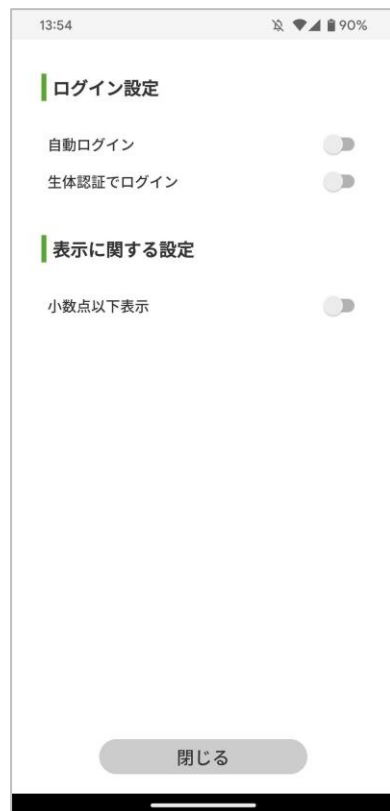 13:54 90%
ログイン設定
自動ログイン
生体認証でログイン
表示に関する設定
小数点以下表示
閉じる